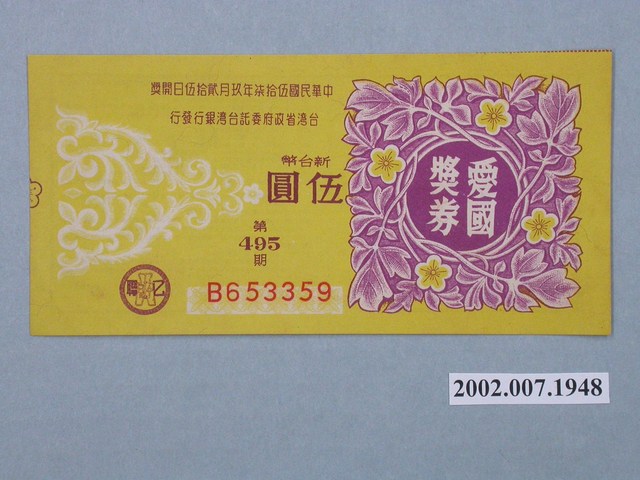 中華民國伍拾柒年玖月貳拾伍日開獎
台灣省政府委託台灣銀行發行
愛國
獎券
新台幣
伍圓
第
495
期
B653359
乙聯
2002.007.1948